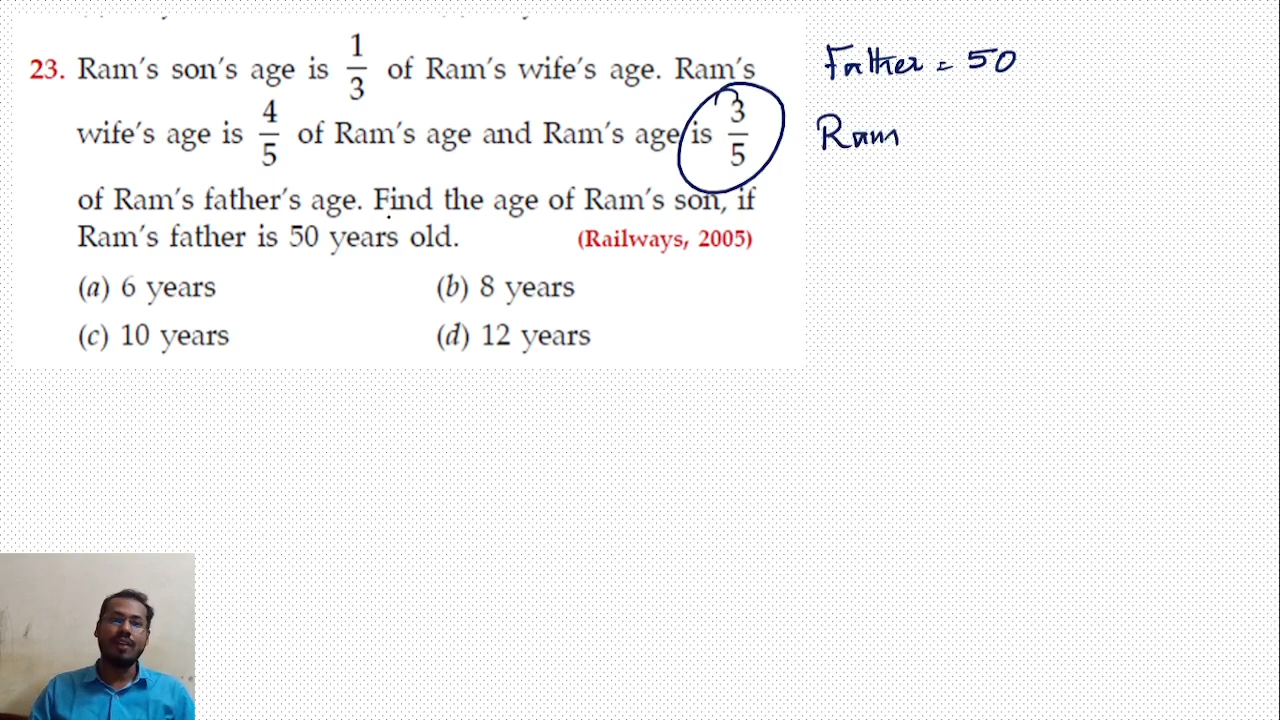 23. Ram's son's age is 1/3 of Ram's wife's age. Ram's
wife's age is 4/5 of Ram's age and Ram's age is 3/5
of Ram's father's age. Find the age of Ram's son, if
Ram's father is 50 years old. (Railways, 2005)
(a) 6 years (b) 8 years
(c) 10 years (d) 12 years
Father = 50
Ram